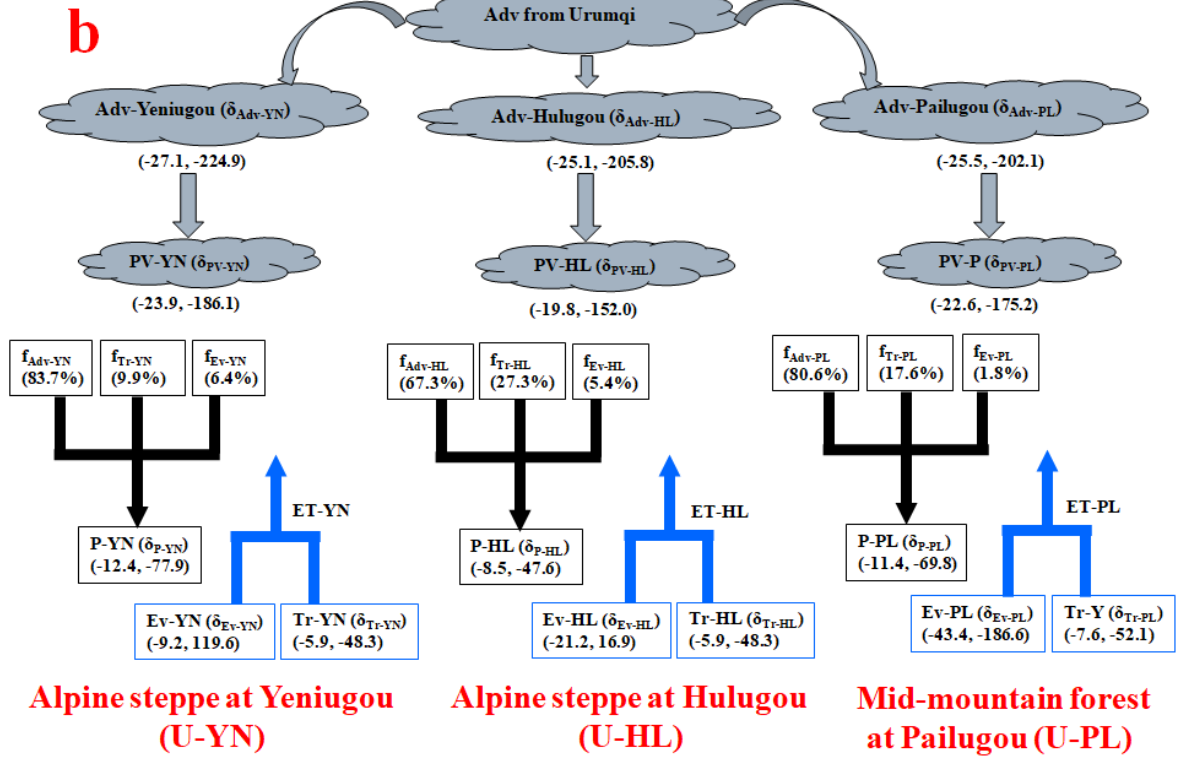 b
Adv from Urumqi
Adv-Yeniugou (δAdv-YN)
(-27.1, -224.9)
Adv-Hulugou (δAdv-HL)
(-25.1, -205.8)
Adv-Pailugou (δAdv-PL)
(-25.5, -202.1)
PV-YN (δPV-YN)
(-23.9, -186.1)
PV-HL (δPV-HL)
(-19.8, -152.0)
PV-P (δPV-PL)
(-22.6, -175.2)
fAdv-YN
(83.7%)
fTr-YN
(9.9%)
fEv-YN
(6.4%)
fAdv-HL
(67.3%)
fTr-HL
(27.3%)
fEv-HL
(5.4%)
fAdv-PL
(80.6%)
fTr-PL
(17.6%)
fEv-PL
(1.8%)
ET-YN
ET-HL
ET-PL
P-YN (δP-YN)
(-12.4, -77.9)
P-HL (δP-HL)
(-8.5, -47.6)
P-PL (δP-PL)
(-11.4, -69.8)
Ev-YN (δEv-YN)
(-9.2, 119.6)
Tr-YN (δTr-YN)
(-5.9, -48.3)
Ev-HL (δEv-HL)
(-21.2, 16.9)
Tr-HL (δTr-HL)
(-5.9, -48.3)
Ev-PL (δEv-PL)
(-43.4, -186.6)
Tr-Y (δTr-PL)
(-7.6, -52.1)
Alpine steppe at Yeniugou
(U-YN)
Alpine steppe at Hulugou
(U-HL)
Mid-mountain forest
at Pailugou (U-PL)